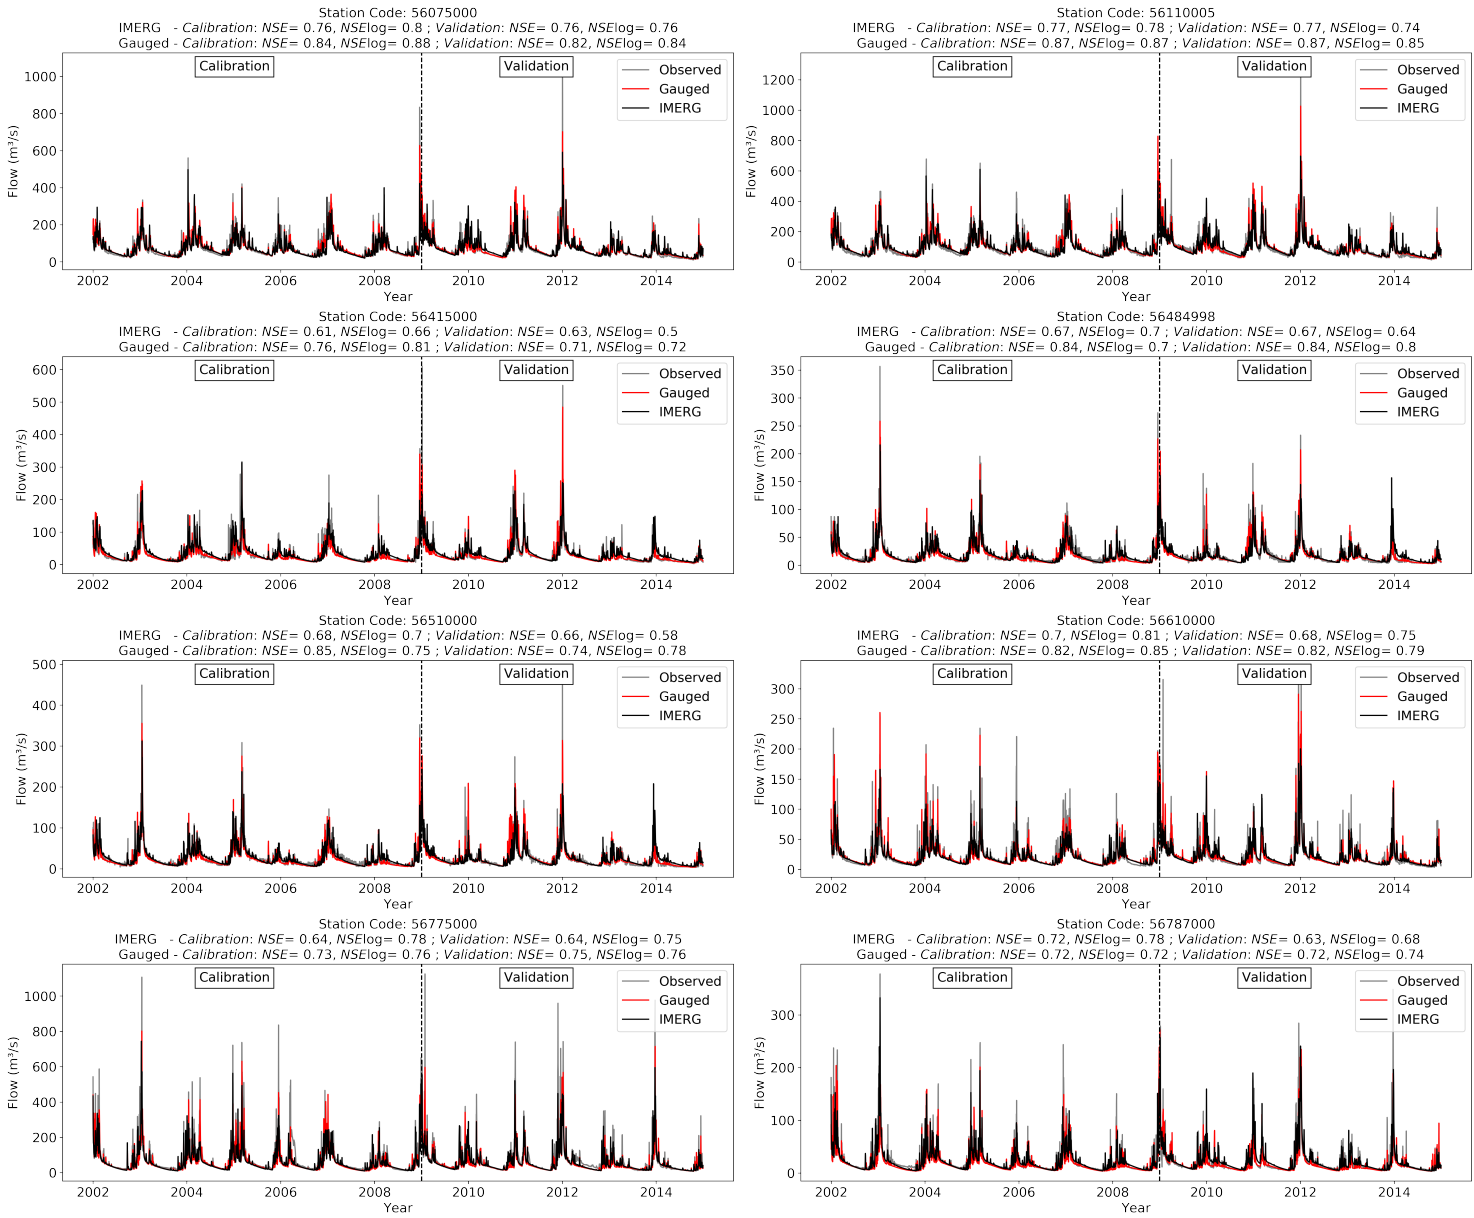 Station Code: 56075000
IMERG - Calibration: NSE= 0.76, NSElog= 0.8 ; Validation: NSE= 0.76, NSElog= 0.76
Gauged - Calibration: NSE= 0.84, NSElog= 0.88 ; Validation: NSE= 0.82, NSElog= 0.84
Calibration
Validation
Observed
Gauged
IMERG
Flow (m³/s)
1000
800
600
400
200
0
2002 2004 2006 2008 2010 2012 2014
Year
Station Code: 56110005
IMERG - Calibration: NSE= 0.77, NSElog= 0.78 ; Validation: NSE= 0.77, NSElog= 0.74
Gauged - Calibration: NSE= 0.87, NSElog= 0.87 ; Validation: NSE= 0.87, NSElog= 0.85
Calibration
Validation
Observed
Gauged
IMERG
Flow (m³/s)
1200
1000
800
600
400
200
0
2002 2004 2006 2008 2010 2012 2014
Year
Station Code: 56415000
IMERG - Calibration: NSE= 0.61, NSElog= 0.66 ; Validation: NSE= 0.63, NSElog= 0.5
Gauged - Calibration: NSE= 0.76, NSElog= 0.81 ; Validation: NSE= 0.71, NSElog= 0.72
Calibration
Validation
Observed
Gauged
IMERG
Flow (m³/s)
600
500
400
300
200
100
0
2002 2004 2006 2008 2010 2012 2014
Year
Station Code: 56484998
IMERG - Calibration: NSE= 0.67, NSElog= 0.7 ; Validation: NSE= 0.67, NSElog= 0.64
Gauged - Calibration: NSE= 0.84, NSElog= 0.7 ; Validation: NSE= 0.84, NSElog= 0.8
Calibration
Validation
Observed
Gauged
IMERG
Flow (m³/s)
350
300
250
200
150
100
50
0
2002 2004 2006 2008 2010 2012 2014
Year
Station Code: 56510000
IMERG - Calibration: NSE= 0.68, NSElog= 0.7 ; Validation: NSE= 0.66, NSElog= 0.58
Gauged - Calibration: NSE= 0.85, NSElog= 0.75 ; Validation: NSE= 0.74, NSElog= 0.78
Calibration
Validation
Observed
Gauged
IMERG
Flow (m³/s)
500
400
300
200
100
0
2002 2004 2006 2008 2010 2012 2014
Year
Station Code: 56610000
IMERG - Calibration: NSE= 0.7, NSElog= 0.81 ; Validation: NSE= 0.68, NSElog= 0.75
Gauged - Calibration: NSE= 0.82, NSElog= 0.85 ; Validation: NSE= 0.82, NSElog= 0.79
Calibration
Validation
Observed
Gauged
IMERG
Flow (m³/s)
300
250
200
150
100
50
0
2002 2004 2006 2008 2010 2012 2014
Year
Station Code: 56775000
IMERG - Calibration: NSE= 0.64, NSElog= 0.78 ; Validation: NSE= 0.64, NSElog= 0.75
Gauged - Calibration: NSE= 0.73, NSElog= 0.76 ; Validation: NSE= 0.75, NSElog= 0.76
Calibration
Validation
Observed
Gauged
IMERG
Flow (m³/s)
1000
800
600
400
200
0
2002 2004 2006 2008 2010 2012 2014
Year
Station Code: 56787000
IMERG - Calibration: NSE= 0.72, NSElog= 0.78 ; Validation: NSE= 0.63, NSElog= 0.68
Gauged - Calibration: NSE= 0.72, NSElog= 0.72 ; Validation: NSE= 0.72, NSElog= 0.74
Calibration
Validation
Observed
Gauged
IMERG
Flow (m³/s)
300
200
100
0
2002 2004 2006 2008 2010 2012 2014
Year